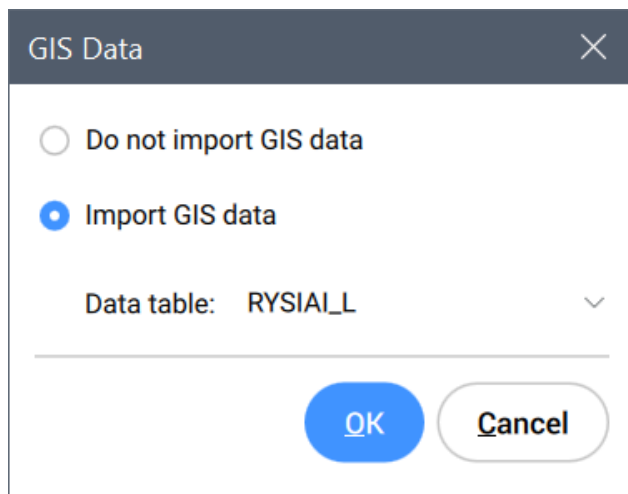 GIS Data
Do not import GIS data
Import GIS data
Data table: RYSIAI_L
OK Cancel